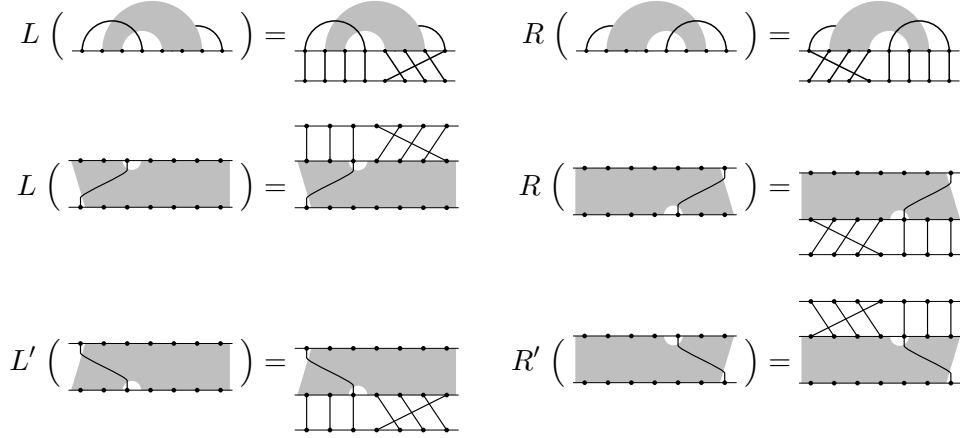 L ( ) = R ( ) =
L ( ) = R ( ) =
L′ ( ) = R′ ( ) =